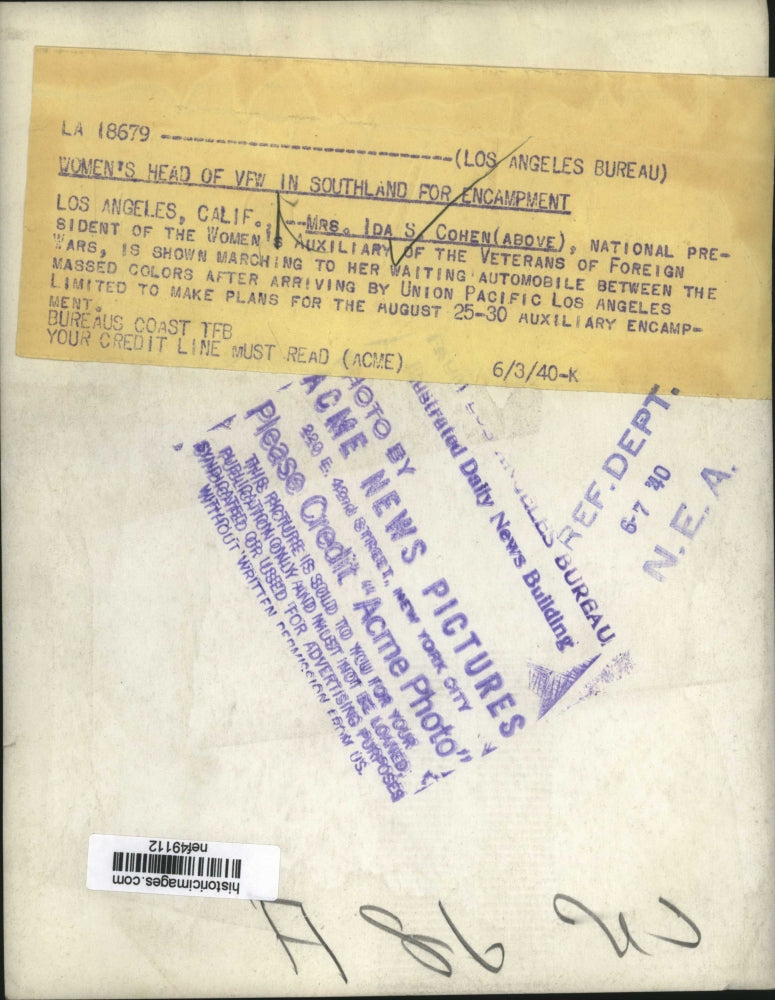 LA 18679 --------------------------------(LOS ANGELES BUREAU)
WOMEN'S HEAD OF VFW IN SOUTHLAND FOR ENCAMPMENT
LOS ANGELES, CALIF., --MRS. IDA S. COHEN(ABOVE), NATIONAL PRE-
SIDENT OF THE WOMEN'S AUXILIARY OF THE VETERANS OF FOREIGN
WARS, IS SHOWN MARCHING TO HER WAITING AUTOMOBILE BETWEEN THE
MASSED COLORS AFTER ARRIVING BY UNION PACIFIC LOS ANGELES
LIMITED TO MAKE PLANS FOR THE AUGUST 25-30 AUXILIARY ENCAMP-
MENT.
BUREAUS COAST TFB
YOUR CREDIT LINE MUST READ (ACME) 6/3/40-K
PHOTO BY
ACME NEWS PICTURES
220 E. 42nd STREET, NEW YORK CITY
Please Credit "Acme Photo"
THIS PICTURE IS SOLD TO YOU FOR YOUR
PUBLICATION ONLY AND MUST NOT BE LOANED,
SYNDICATED OR USED FOR ADVERTISING PURPOSES
WITHOUT WRITTEN PERMISSION FROM US.
LOS ANGELES BUREAU
Illustrated Daily News Building
REF. DEPT.
6-7 '40
N. E. A.
historicimages.com
nef49112